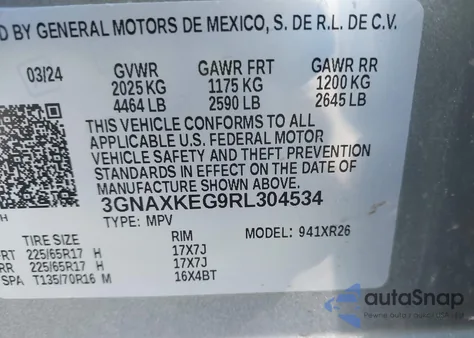 D BY GENERAL MOTORS DE MEXICO, S. DE R.L. DE C.V.
03/24 GVWR GAWR FRT GAWR RR
2025 KG 1175 KG 1200 KG
4464 LB 2590 LB 2645 LB
THIS VEHICLE CONFORMS TO ALL
APPLICABLE U.S. FEDERAL MOTOR
VEHICLE SAFETY AND THEFT PREVENTION
STANDARDS IN EFFECT ON THE DATE OF
MANUFACTURE SHOWN ABOVE.
3GNAXKEG9RL304534
H
TYPE: MPV MODEL: 941XR26
TIRE SIZE RIM
FRT 225/65R17 H 17X7J
RR 225/65R17 H 17X7J
SPA T135/70R16 M 16X4BT
autoSnap